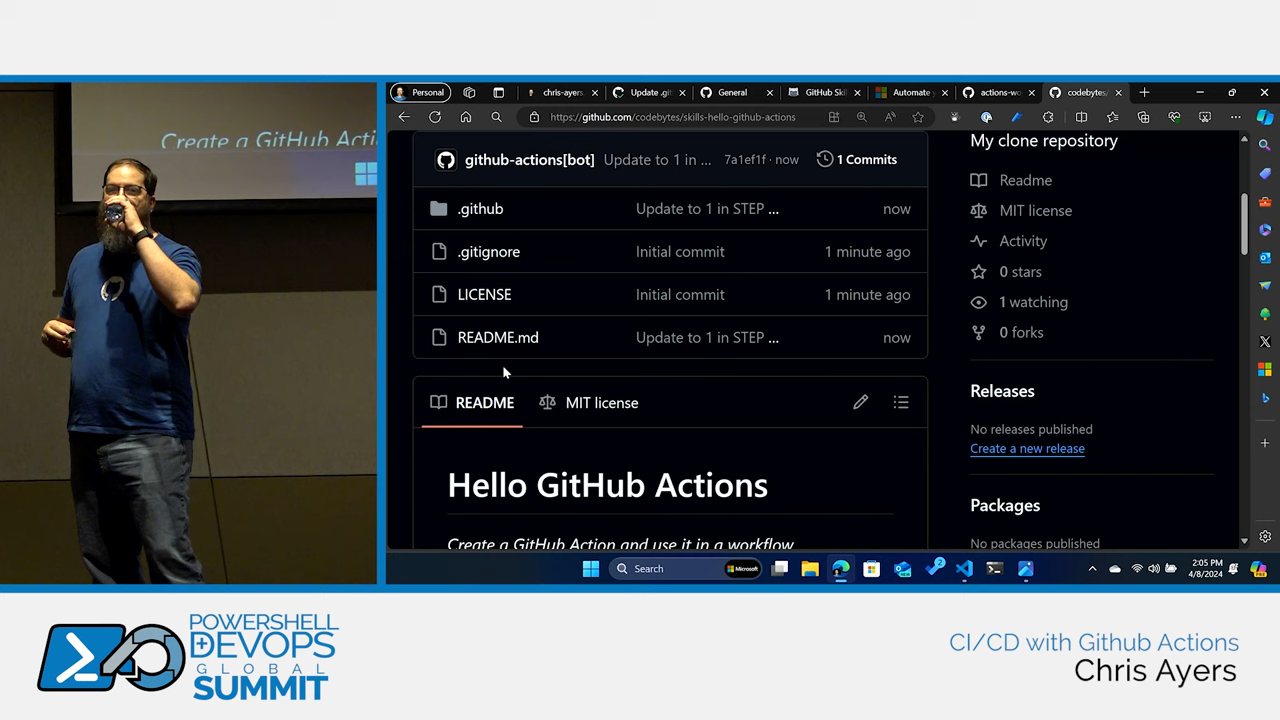 Create a GitHub Acti
Personal
chris-ayers.
Update .git
General
GitHub Skil
Automate y
actions-wo
codebytes/
https://github.com/codebytes/skills-hello-github-actions
github-actions[bot]
Update to 1 in ...
7a1ef1f · now
1 Commits
.github
Update to 1 in STEP ...
now
.gitignore
Initial commit
1 minute ago
LICENSE
Initial commit
1 minute ago
README.md
Update to 1 in STEP ...
now
README
MIT license
Hello GitHub Actions
Create a GitHub Action and use it in a workflow
My clone repository
Readme
MIT license
Activity
0 stars
1 watching
0 forks
Releases
No releases published
Create a new release
Packages
No packages published
Search
Microsoft
2:05 PM
4/8/2024
POWERSHELL
+DEVOPS
GLOBAL
SUMMIT
CI/CD with Github Actions
Chris Ayers